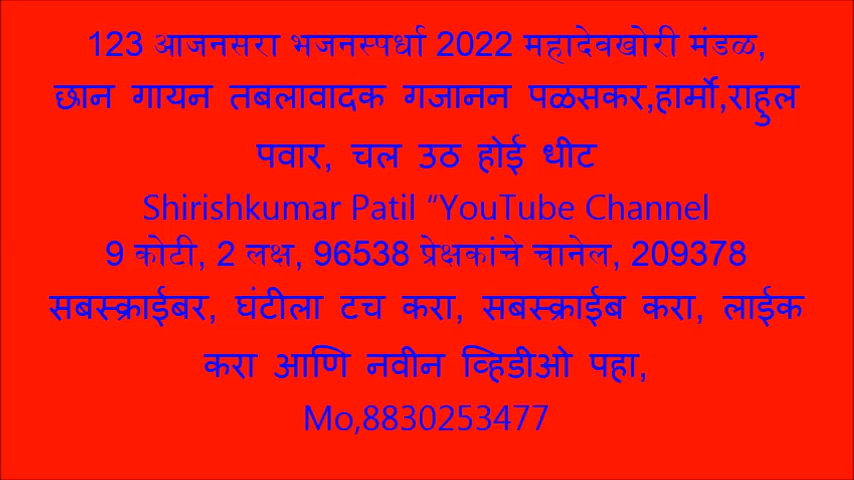 123 आजनसरा भजनस्पर्धा 2022 महादेवखोरी मंडळ,
छान गायन तबलावादक गजानन पळसकर,हार्मो,राहुल
पवार, चल उठ होई धीट
Shirishkumar Patil “YouTube Channel
9 कोटी, 2 लक्ष, 96538 प्रेक्षकांचे चानेल, 209378
सबस्क्राईबर, घंटीला टच करा, सबस्क्राईब करा, लाईक
करा आणि नवीन व्हिडीओ पहा,
Mo,8830253477